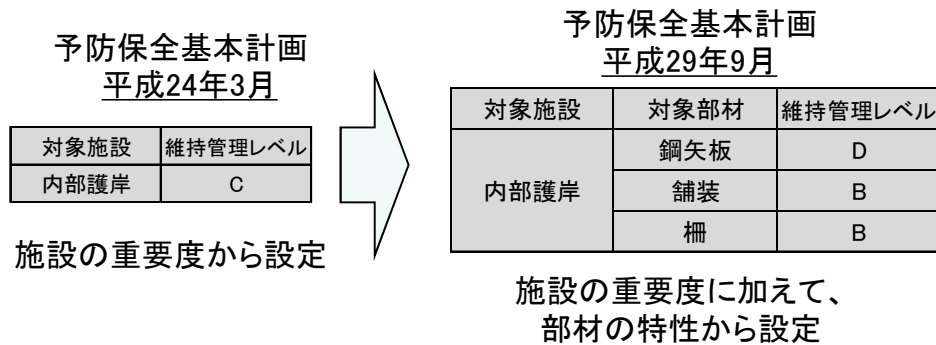 予防保全基本計画
平成24年3月
対象施設 維持管理レベル
内部護岸 C
施設の重要度から設定
予防保全基本計画
平成29年9月
対象施設 対象部材 維持管理レベル
内部護岸
鋼矢板 D
舗装 B
柵 B
施設の重要度に加えて、
部材の特性から設定